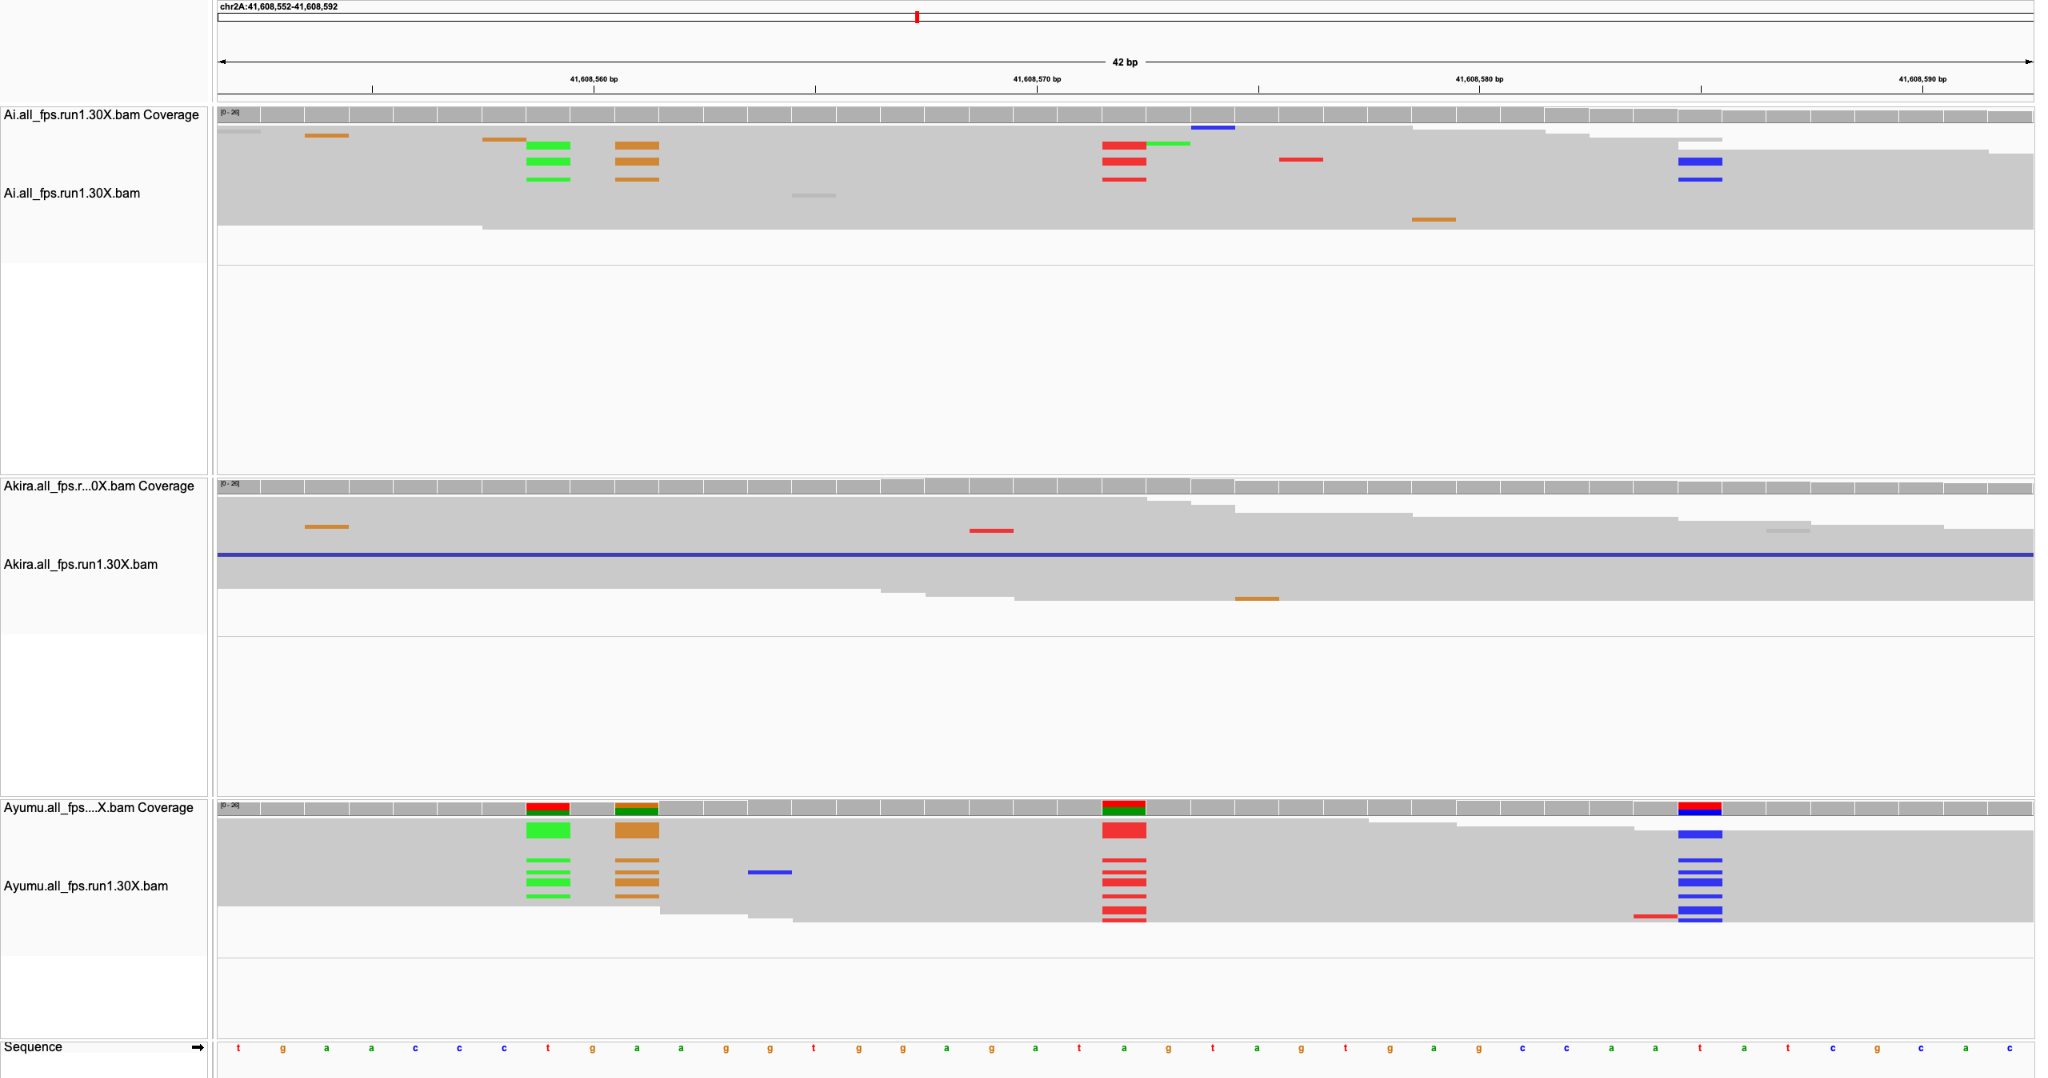 chr2A:41,608,552-41,608,592
42 bp
41,608,560 bp 41,608,570 bp 41,608,580 bp 41,608,590 bp
Ai.all_fps.run1.30X.bam Coverage
[0 - 26]
Ai.all_fps.run1.30X.bam
Akira.all_fps.r...0X.bam Coverage
[0 - 26]
Akira.all_fps.run1.30X.bam
Ayumu.all_fps....X.bam Coverage
[0 - 26]
Ayumu.all_fps.run1.30X.bam
Sequence t g a a c c c t g a a g g t g g a g a t a g t a g t g a g c c a a t a t c g c a c